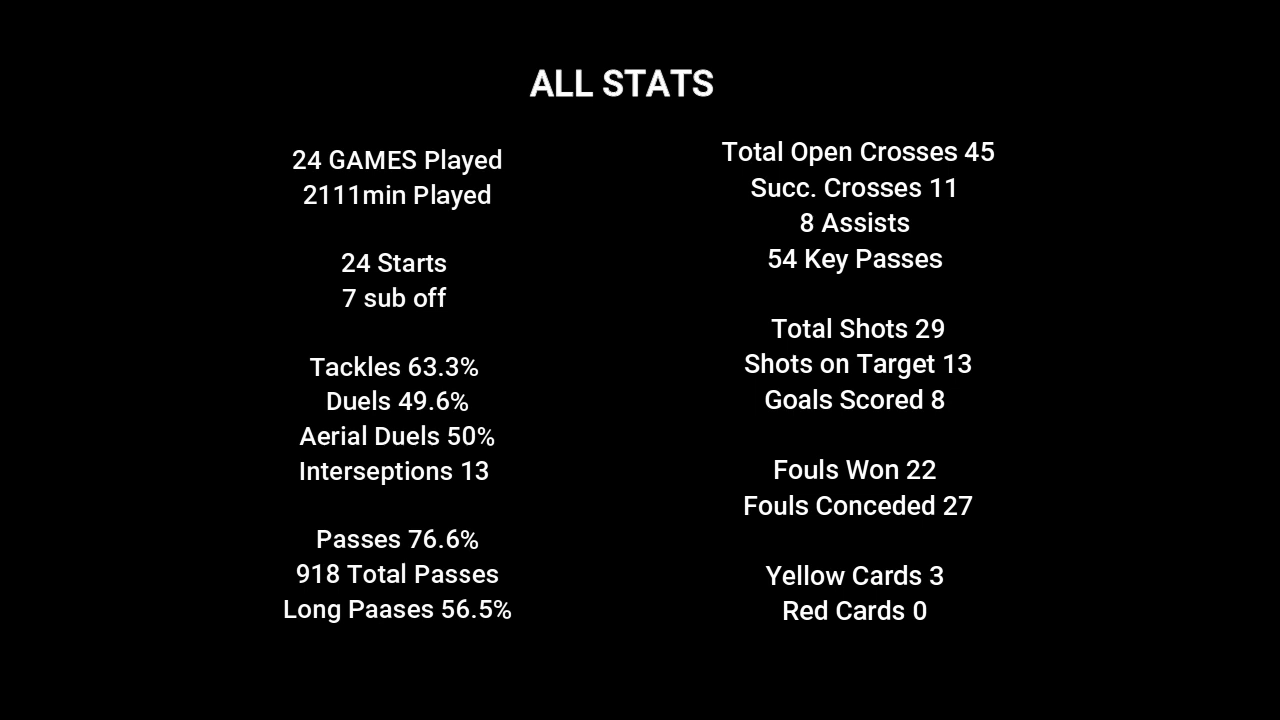 ALL STATS
24 GAMES Played
2111min Played
24 Starts
7 sub off
Tackles 63.3%
Duels 49.6%
Aerial Duels 50%
Interseptions 13
Passes 76.6%
918 Total Passes
Long Paases 56.5%
Total Open Crosses 45
Succ. Crosses 11
8 Assists
54 Key Passes
Total Shots 29
Shots on Target 13
Goals Scored 8
Fouls Won 22
Fouls Conceded 27
Yellow Cards 3
Red Cards 0